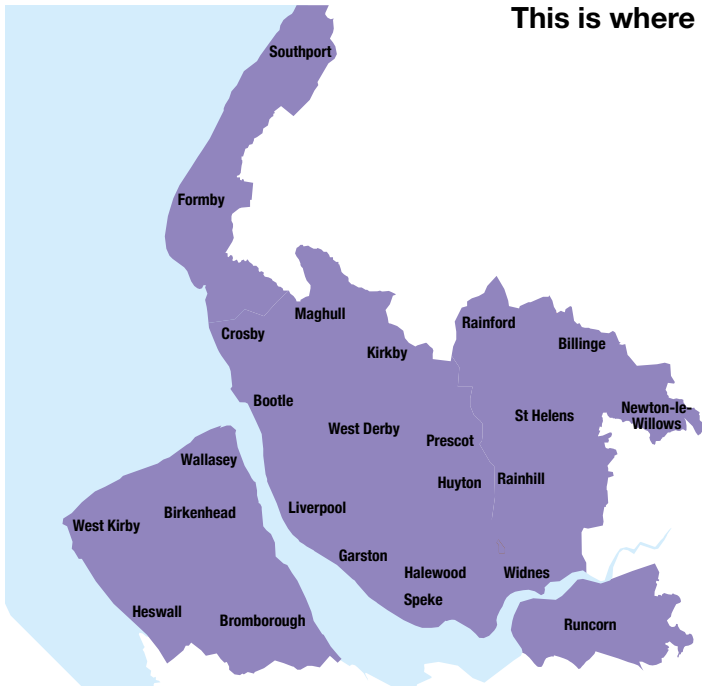 This is where
Southport
Formby
Maghull
Rainford
Crosby
Billinge
Kirkby
Bootle
Newton-le-
Willows
St Helens
West Derby
Prescot
Wallasey
Rainhill
Huyton
Liverpool
Birkenhead
West Kirby
Garston
Halewood
Widnes
Speke
Heswall
Bromborough
Runcorn